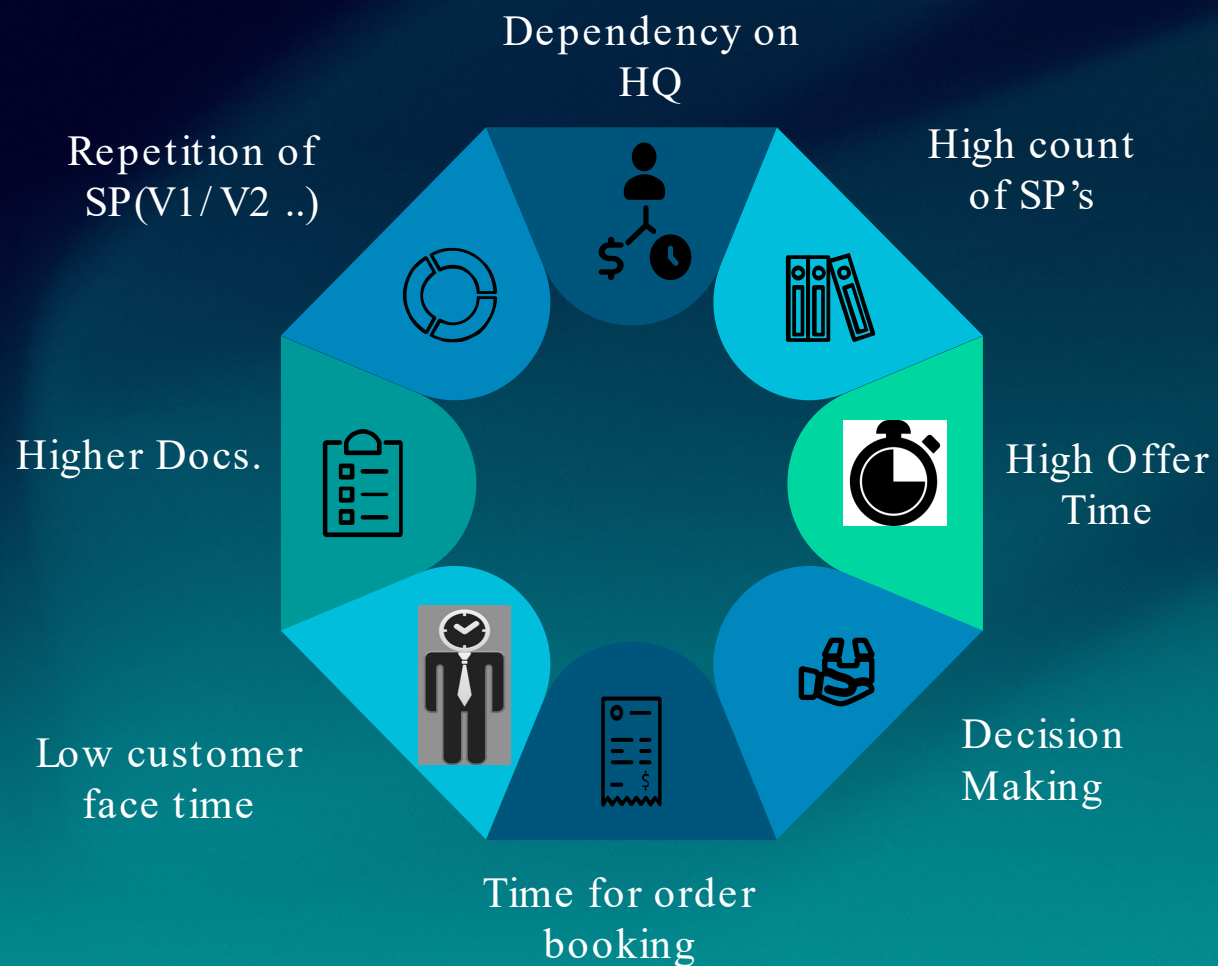 Dependency on
HQ
Repetition of
SP(V1/V2 ..)
High count
of SP’s
Higher Docs.
High Offer
Time
Low customer
face time
Decision
Making
Time for order
booking
$
$